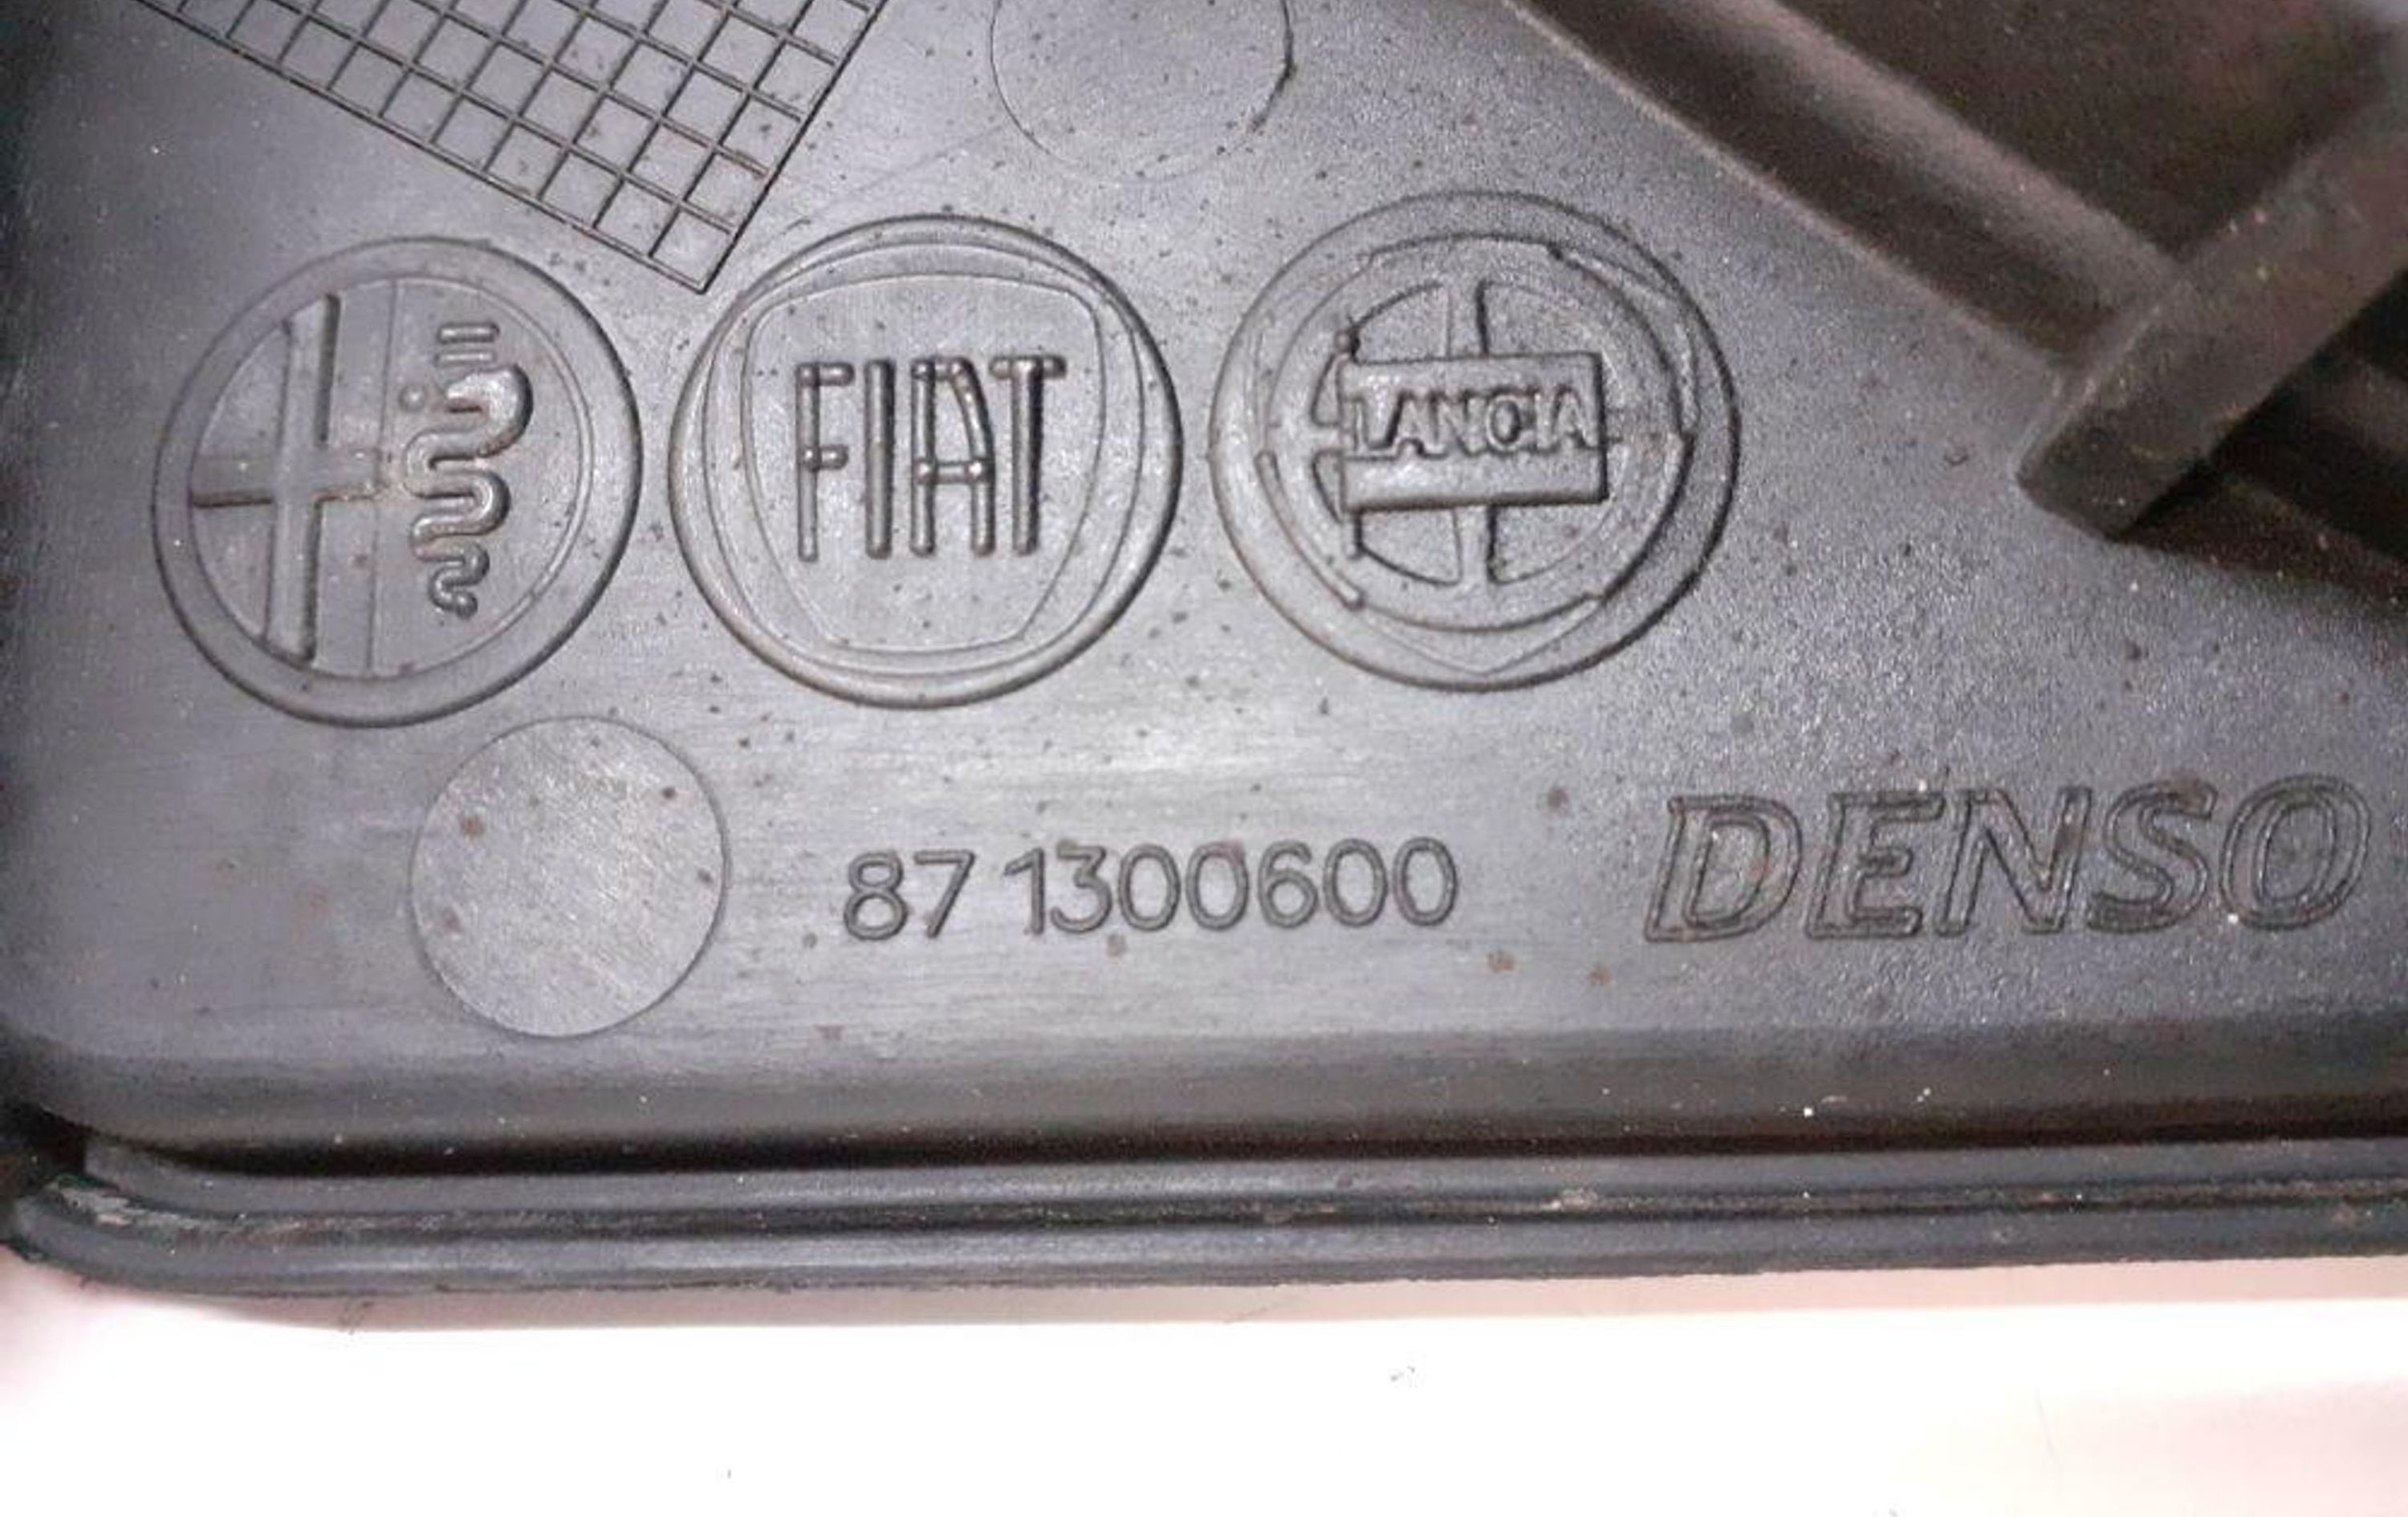 FIAT
LANCIA
87 1300600
DENSO